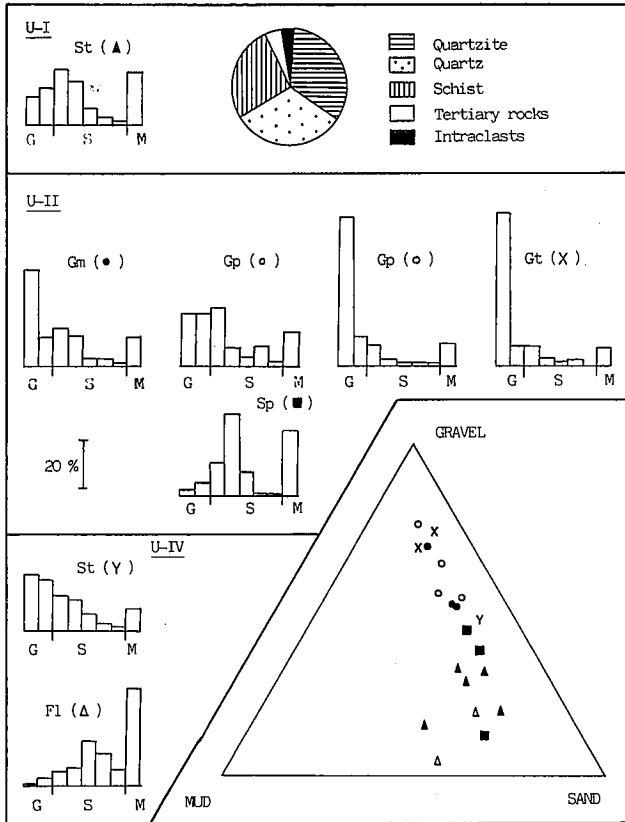 U-I
St (▲)
G S M
Quartzite
Quartz
Schist
Tertiary rocks
Intraclasts
U-II
Gm (●) Gp (○) Gp (○) Gt (X)
G S M G S M G S M G S M
Sp (■)
20 %
G S M
U-IV
St (Y)
G S M
Fl (Δ)
G S M
GRAVEL
X
X
Y
MUD
SAND